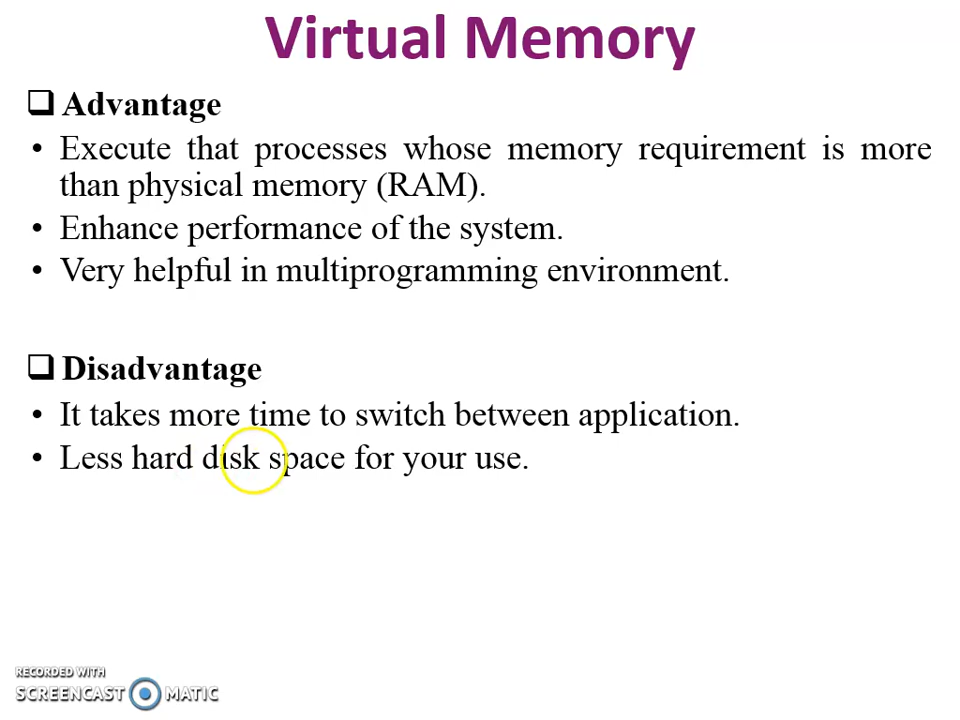 Virtual Memory
Advantage
• Execute that processes whose memory requirement is more
than physical memory (RAM).
• Enhance performance of the system.
• Very helpful in multiprogramming environment.
Disadvantage
• It takes more time to switch between application.
• Less hard disk space for your use.
RECORDED WITH
SCREENCAST MATIC